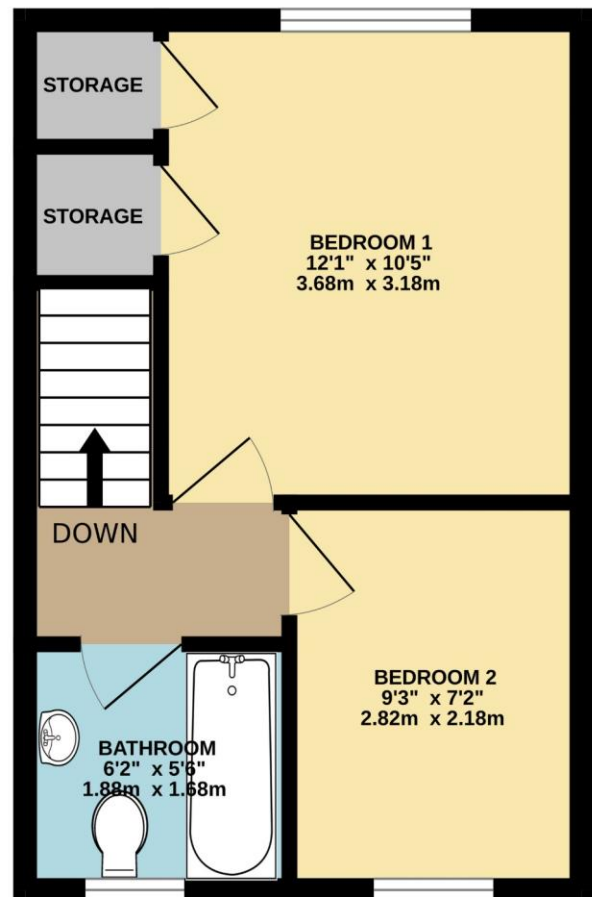 STORAGE
STORAGE
BEDROOM 1
12'1" x 10'5"
3.68m x 3.18m
DOWN
BEDROOM 2
9'3" x 7'2"
2.82m x 2.18m
BATHROOM
6'2" x 5'6"
1.88m x 1.68m